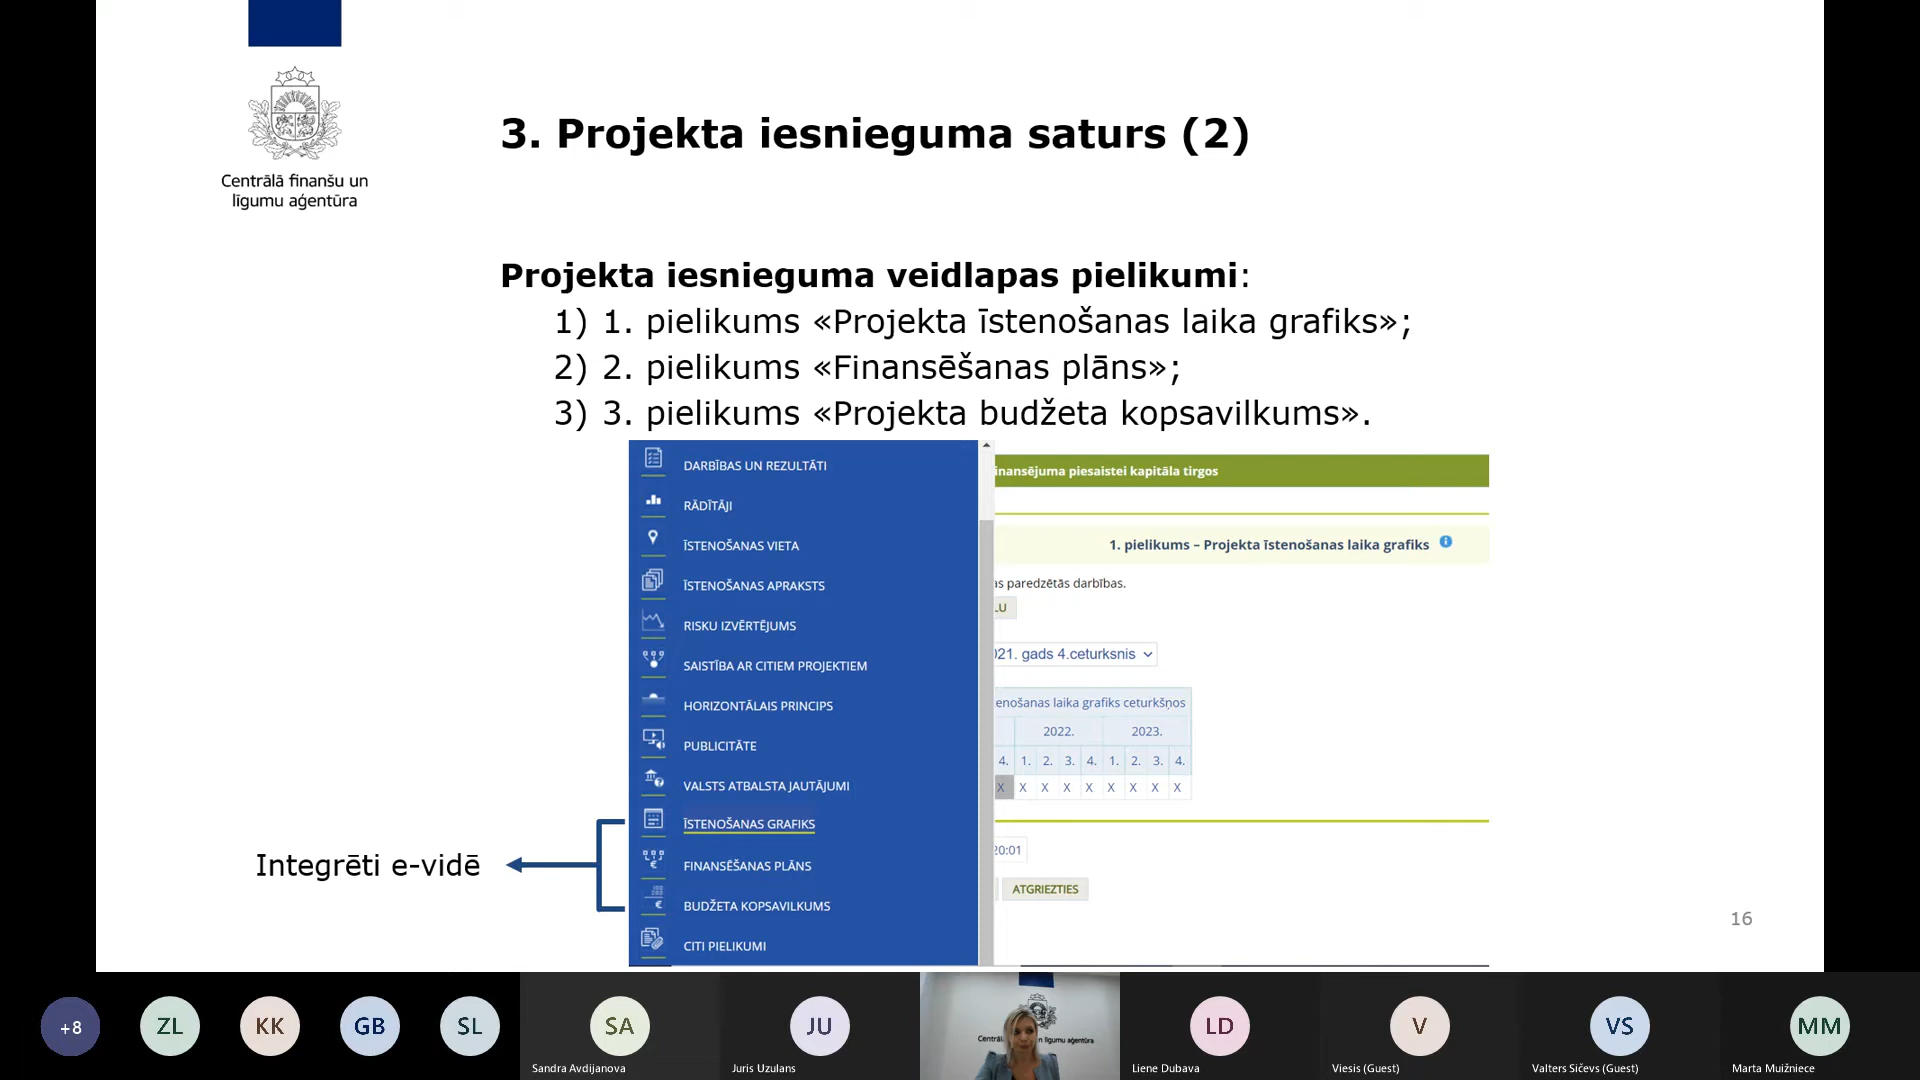 Centrālā finanšu un
līgumu aģentūra
3. Projekta iesnieguma saturs (2)
Projekta iesnieguma veidlapas pielikumi:
1) 1. pielikums «Projekta īstenošanas laika grafiks»;
2) 2. pielikums «Finansēšanas plāns»;
3) 3. pielikums «Projekta budžeta kopsavilkums».
DARBĪBAS UN REZULTĀTI
RĀDĪTĀJI
ĪSTENOŠANAS VIETA
ĪSTENOŠANAS APRAKSTS
RISKU IZVĒRTĒJUMS
SAISTĪBA AR CITIEM PROJEKTIEM
HORIZONTĀLAIS PRINCIPS
PUBLICITĀTE
VALSTS ATBALSTA JAUTĀJUMI
ĪSTENOŠANAS GRAFIKS
FINANSĒŠANAS PLĀNS
BUDŽETA KOPSAVILKUMS
CITI PIELIKUMI
Integrēti e-vidē
inansējuma piesaistei kapitāla tirgos
1. pielikums – Projekta īstenošanas laika grafiks
as paredzētās darbības.
LU
021. gads 4.ceturksnis
enošanas laika grafiks ceturkšņos
2022. 2023.
4. 1. 2. 3. 4. 1. 2. 3. 4.
X X X X X X X X X
20:01
ATGRIEZTIES
16
+8 ZL KK GB SL SA JU LD V VS MM
Sandra Avdijanova Juris Uzulans Liene Dubava Viesis (Guest) Valters Sičevs (Guest) Marta Muižniece